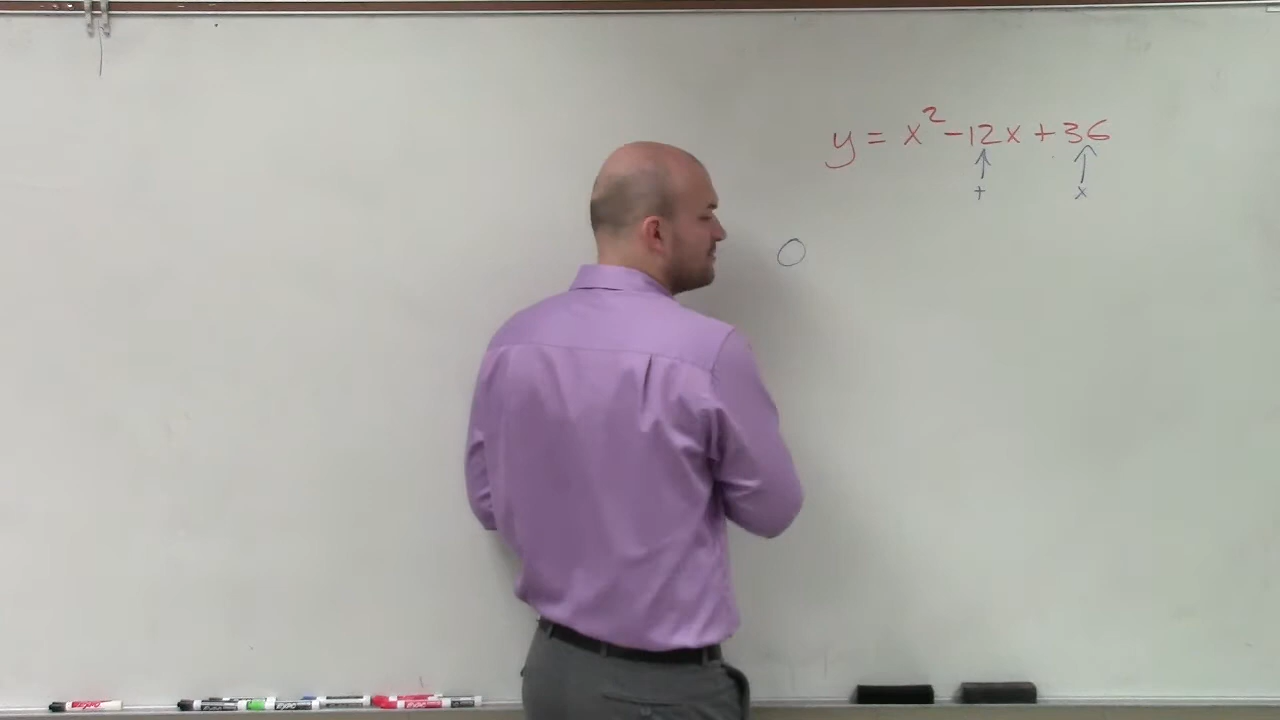 y = x² - 12x + 36
+ x
0